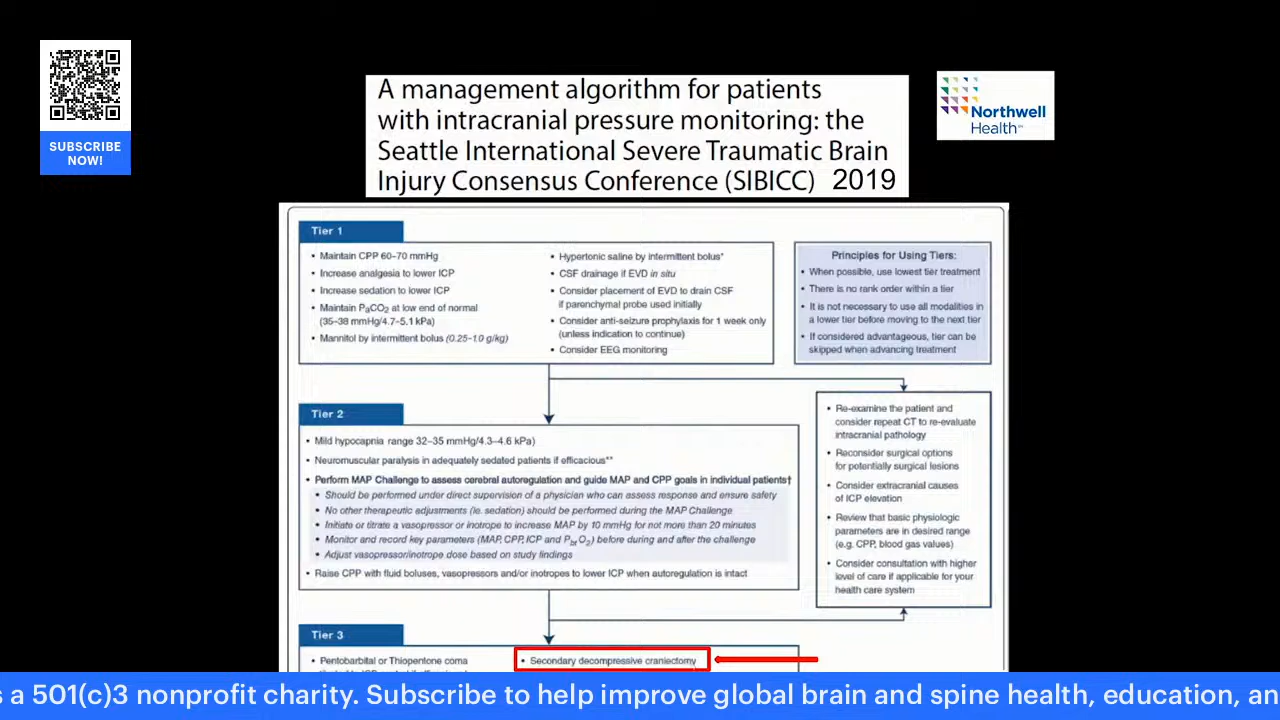 SUBSCRIBE
NOW!
A management algorithm for patients
with intracranial pressure monitoring: the
Seattle International Severe Traumatic Brain
Injury Consensus Conference (SIBICC) 2019
Northwell
Health℠
Tier 1
• Maintain CPP 60–70 mmHg
• Increase analgesia to lower ICP
• Increase sedation to lower ICP
• Maintain PaCO2 at low end of normal
(35–38 mmHg/4.7–5.1 kPa)
• Mannitol by intermittent bolus (0.25–1.0 g/kg)
• Hypertonic saline by intermittent bolus*
• CSF drainage if EVD in situ
• Consider placement of EVD to drain CSF
if parenchymal probe used initially
• Consider anti-seizure prophylaxis for 1 week only
(unless indication to continue)
• Consider EEG monitoring
Principles for Using Tiers:
• When possible, use lowest tier treatment
• There is no rank order within a tier
• It is not necessary to use all modalities in
a lower tier before moving to the next tier
• If considered advantageous, tier can be
skipped when advancing treatment
Tier 2
• Mild hypocapnia range 32–35 mmHg/4.3–4.6 kPa)
• Neuromuscular paralysis in adequately sedated patients if efficacious**
• Perform MAP Challenge to assess cerebral autoregulation and guide MAP and CPP goals in individual patients†
• Should be performed under direct supervision of a physician who can assess response and ensure safety
• No other therapeutic adjustments (ie. sedation) should be performed during the MAP Challenge
• Initiate or titrate a vasopressor or inotrope to increase MAP by 10 mmHg for not more than 20 minutes
• Monitor and record key parameters (MAP, CPP, ICP and PbtO2) before during and after the challenge
• Adjust vasopressor/inotrope dose based on study findings
• Raise CPP with fluid boluses, vasopressors and/or inotropes to lower ICP when autoregulation is intact
• Re-examine the patient and
consider repeat CT to re-evaluate
intracranial pathology
• Reconsider surgical options
for potentially surgical lesions
• Consider extracranial causes
of ICP elevation
• Review that basic physiologic
parameters are in desired range
(e.g. CPP, blood gas values)
• Consider consultation with higher
level of care if applicable for your
health care system
Tier 3
• Pentobarbital or Thiopentone coma
• Secondary decompressive craniectomy
s a 501(c)3 nonprofit charity. Subscribe to help improve global brain and spine health, education, an